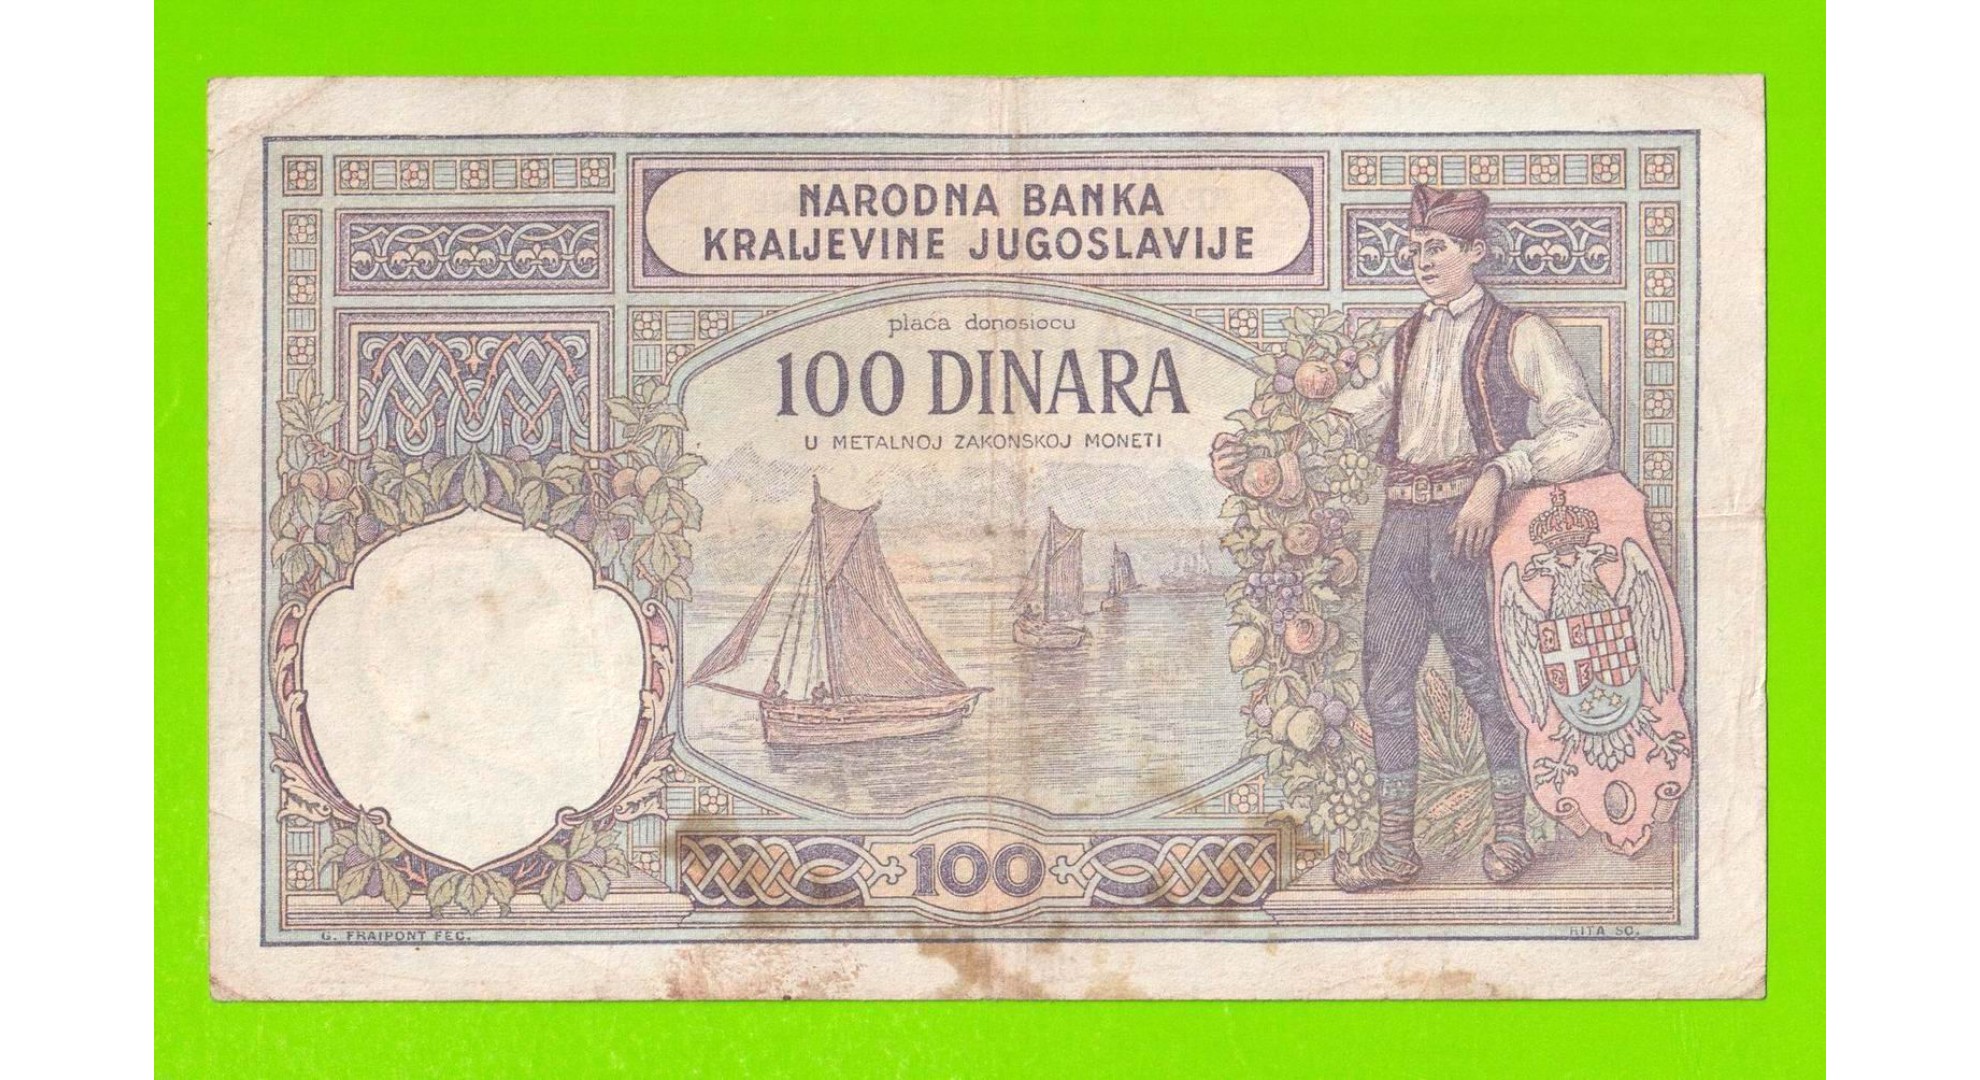 NARODNA BANKA
KRALJEVINE JUGOSLAVIJE
plaća donosiocu
100 DINARA
U METALNOJ ZAKONSKOJ MONETI
100
G. FRAIPONT FEC.
RITA SC.